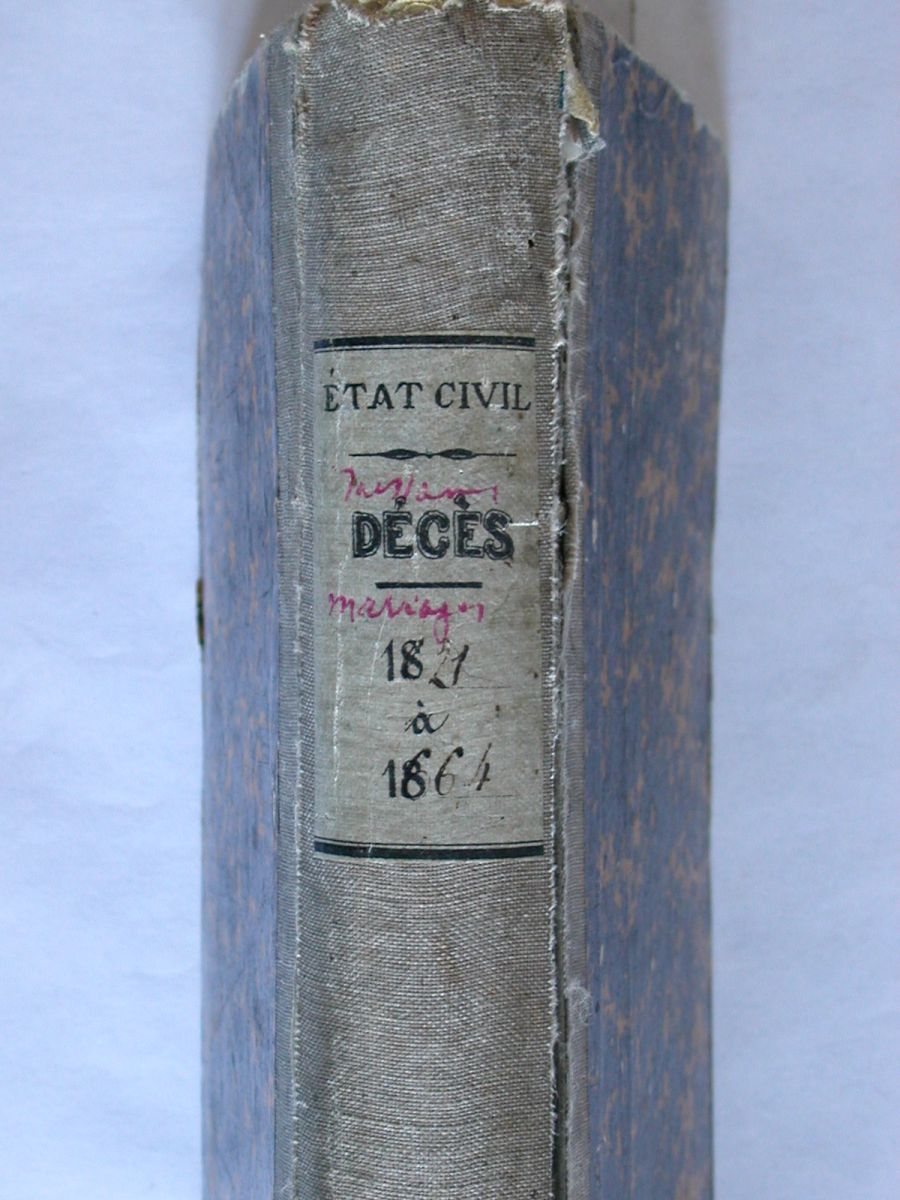 ÉTAT CIVIL
DÉCÈS
mariages
1821
à
1864